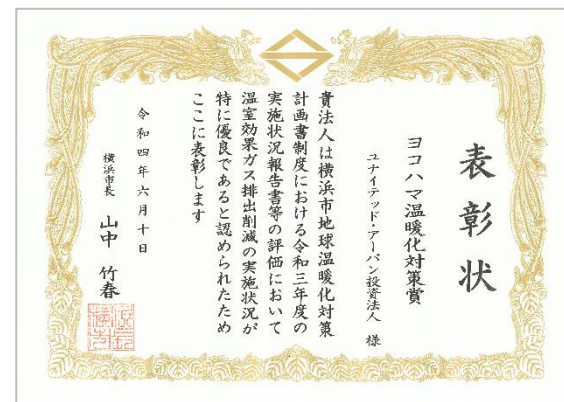 表彰状
ヨコハマ温暖化対策賞
ユナイテッド・アーバン投資法人 様
貴法人は横浜市地球温暖化対策
計画書制度における令和三年度の
実施状況報告書等の評価において
温室効果ガス排出削減の実施状況が
特に優良であると認められたため
ここに表彰します
令和四年六月十日
横浜市長 山中 竹春